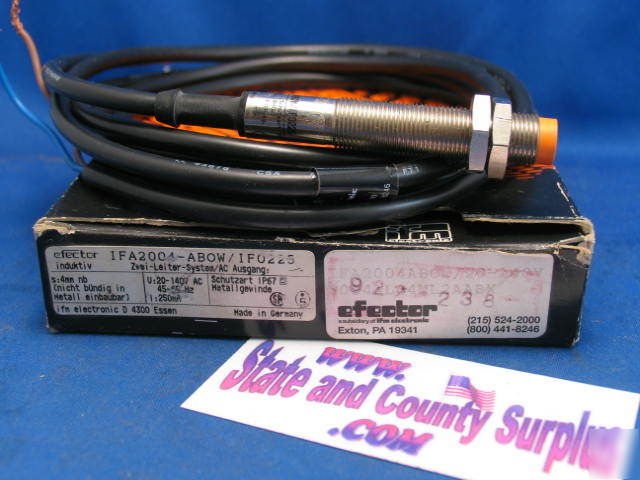 efector IFA2004-ABOW/IF0225
induktiv Zwei-Leiter-System/AC Ausgang:
s:4mm nb
(nicht bündig in
Metall einbaubar)
U:20-140V AC
45-65 Hz
I:250mA
Schutzart IP67
Metallgewinde
ifm electronic D 4300 Essen
Made in Germany
92 238
efector
a subsidiary of ifm electronic
Exton, PA 19341
(215) 524-2000
(800) 441-8246
www.
State and County Surplus
.COM